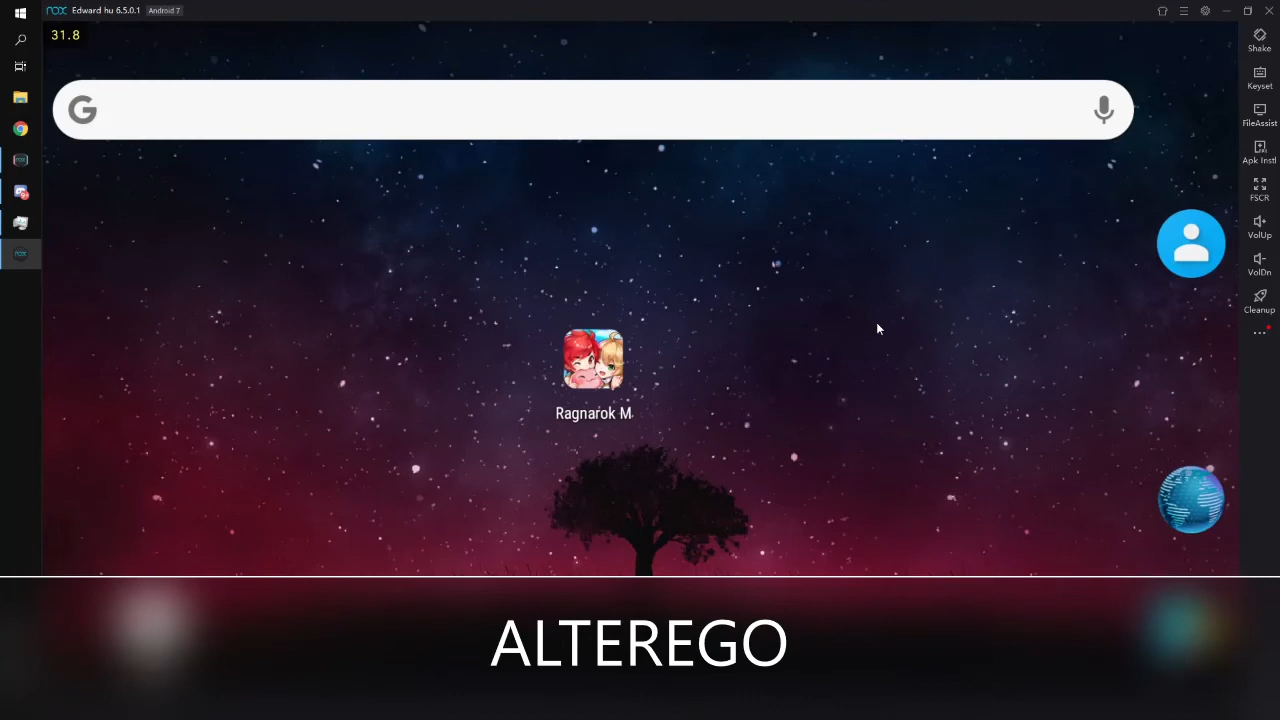 nox Edward hu 6.5.0.1 Android 7
31.8
G
Shake
Keyset
FileAssist
Apk Instl
FSCR
VolUp
VolDn
Cleanup
Ragnarok M
ALTEREGO